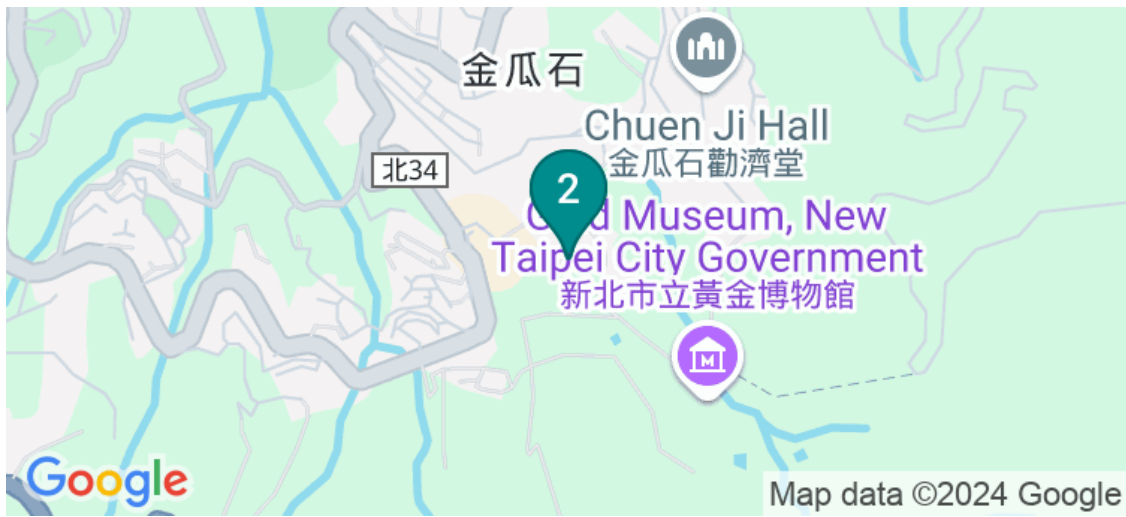 金瓜石
Chuen Ji Hall
金瓜石勸濟堂
北34
2
Gold Museum, New
Taipei City Government
新北市立黃金博物館
M
Google
Map data ©2024 Google